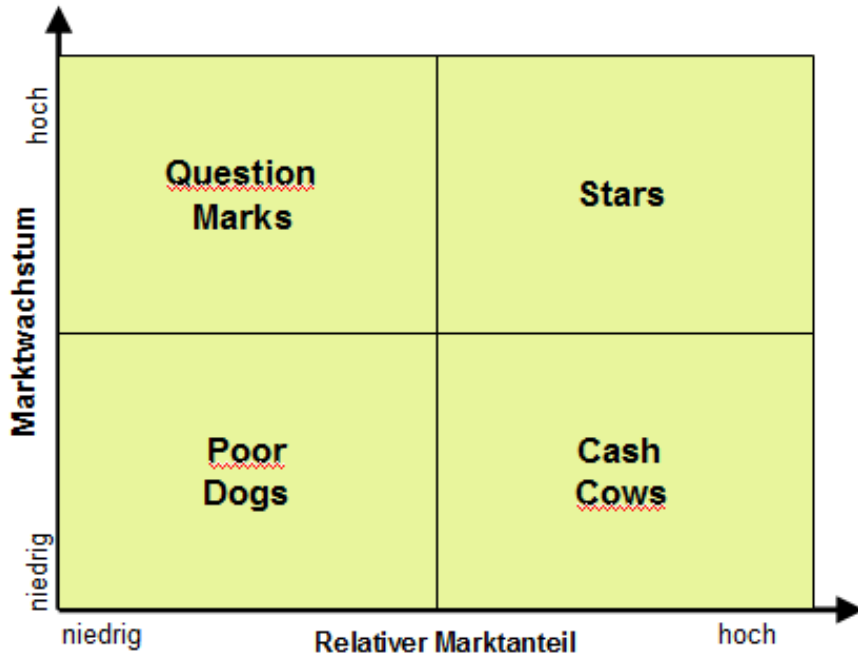 hoch
Question
Marks
Stars
Marktwachstum
Poor
Dogs
Cash
Cows
niedrig
niedrig
Relativer Marktanteil
hoch